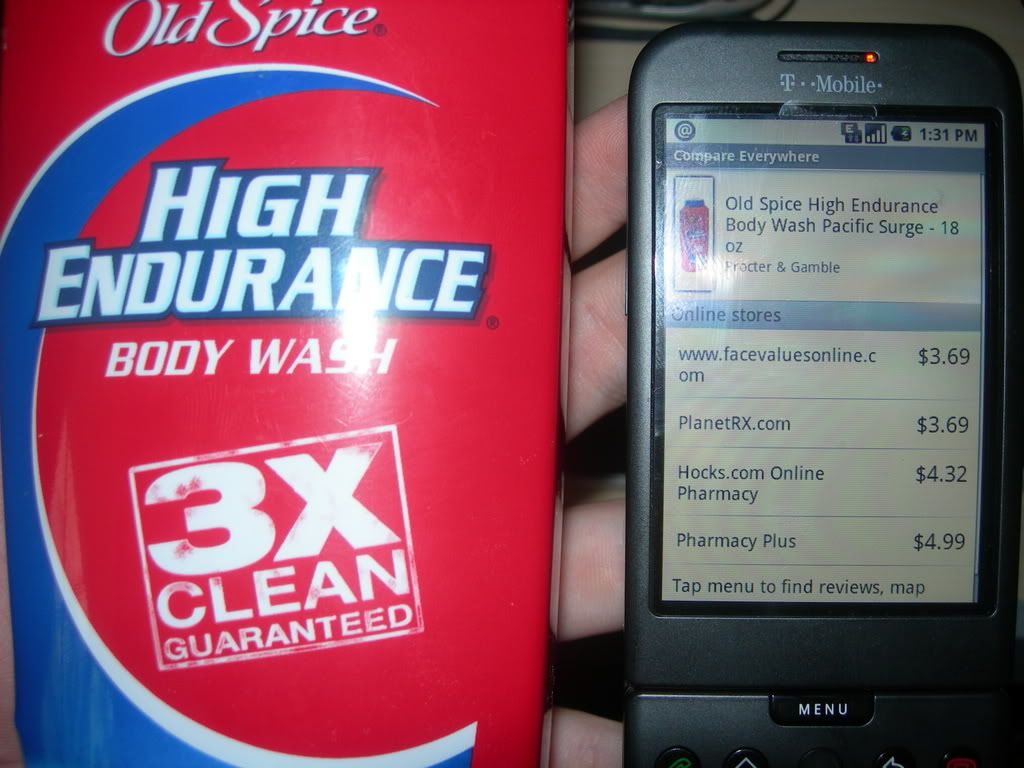 Old Spice®
HIGH
ENDURANCE®
BODY WASH
3X
CLEAN
GUARANTEED
T··Mobile·
@ E 1:31 PM
Compare Everywhere
Old Spice High Endurance
Body Wash Pacific Surge - 18
oz
Procter & Gamble
Online stores
www.facevaluesonline.c $3.69
om
PlanetRX.com $3.69
Hocks.com Online $4.32
Pharmacy
Pharmacy Plus $4.99
Tap menu to find reviews, map
MENU